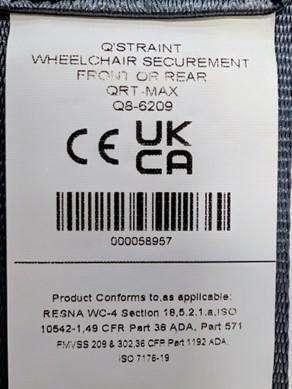 Q'STRAINT
WHEELCHAIR SECUREMENT
FRONT OR REAR
QRT-MAX
Q8-6209
CE UK
CA
000058957
Product Conforms to,as applicable:
RESNA WC-4 Section 18,5.2.1.a,ISO
10542-1,49 CFR Part 38 ADA, Part 571
FMVSS 209 & 302,36 CFR Part 1192 ADA.
ISO 7176-19